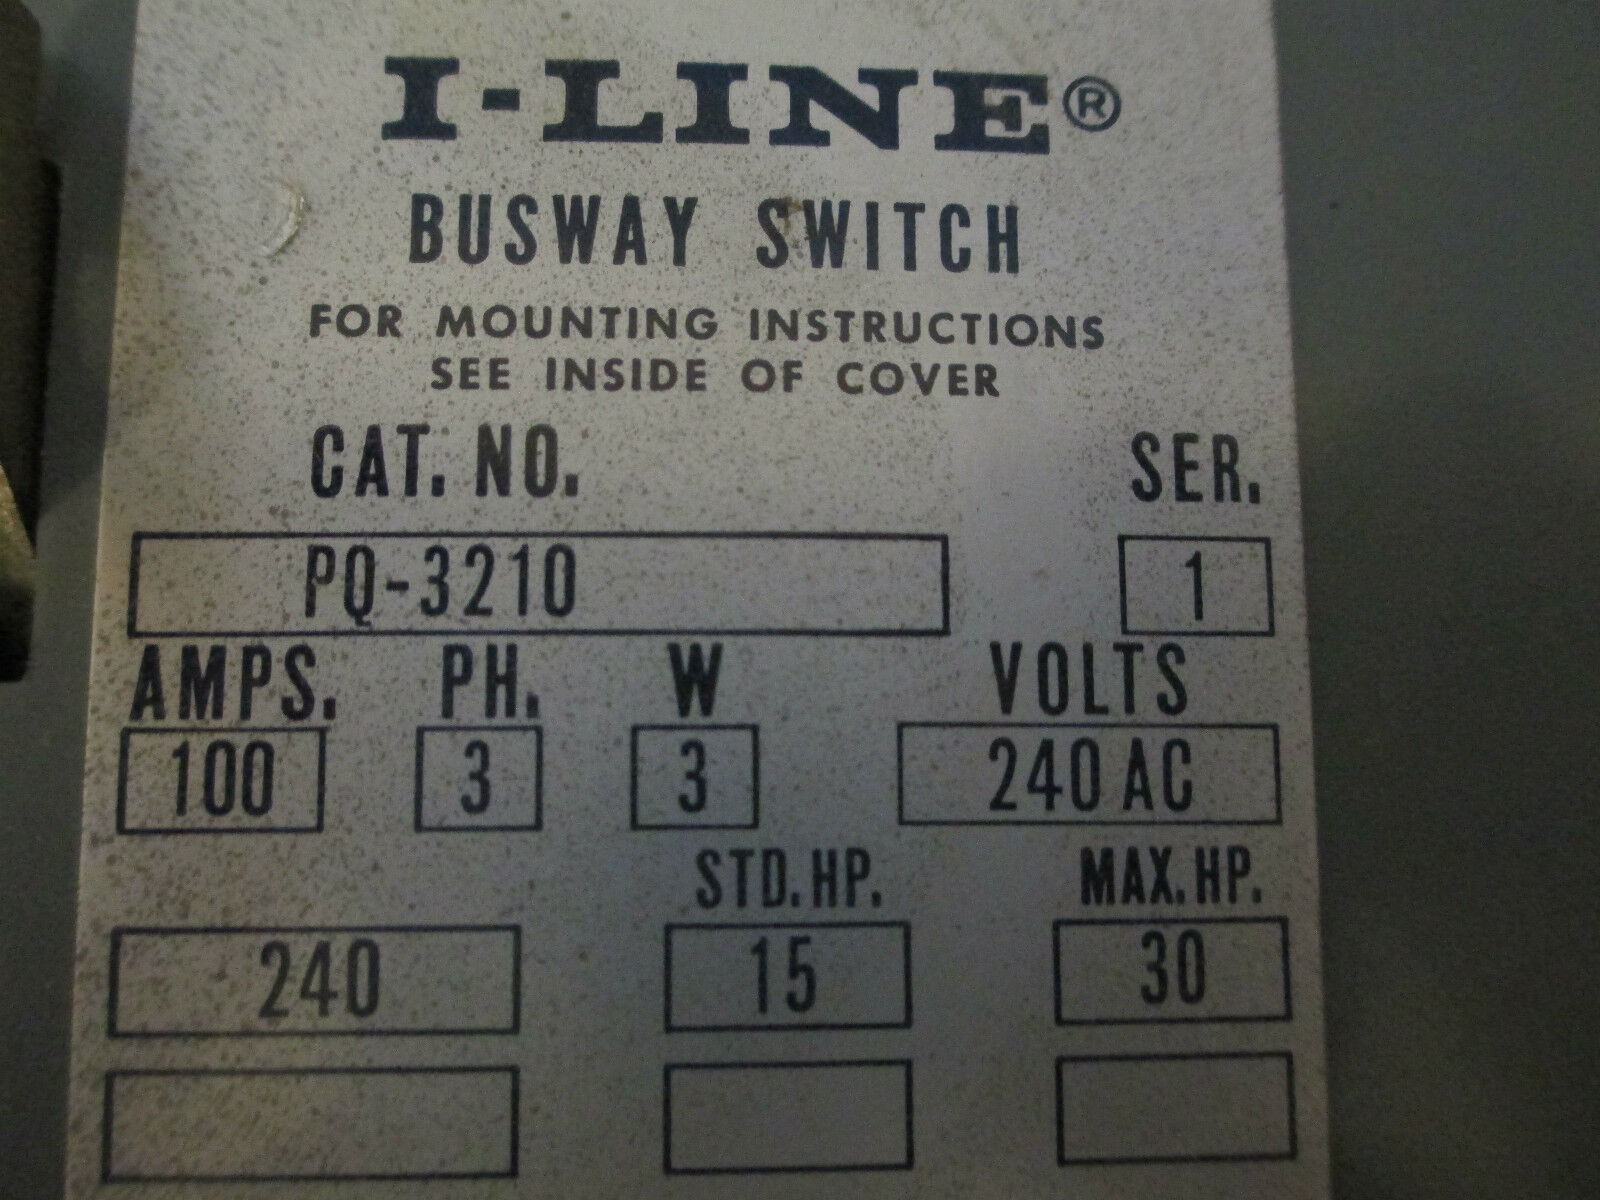 I-LINE®
BUSWAY SWITCH
FOR MOUNTING INSTRUCTIONS
SEE INSIDE OF COVER
CAT. NO. SER.
PQ-3210 1
AMPS. PH. W VOLTS
100 3 3 240 AC
STD. HP. MAX. HP.
240 15 30